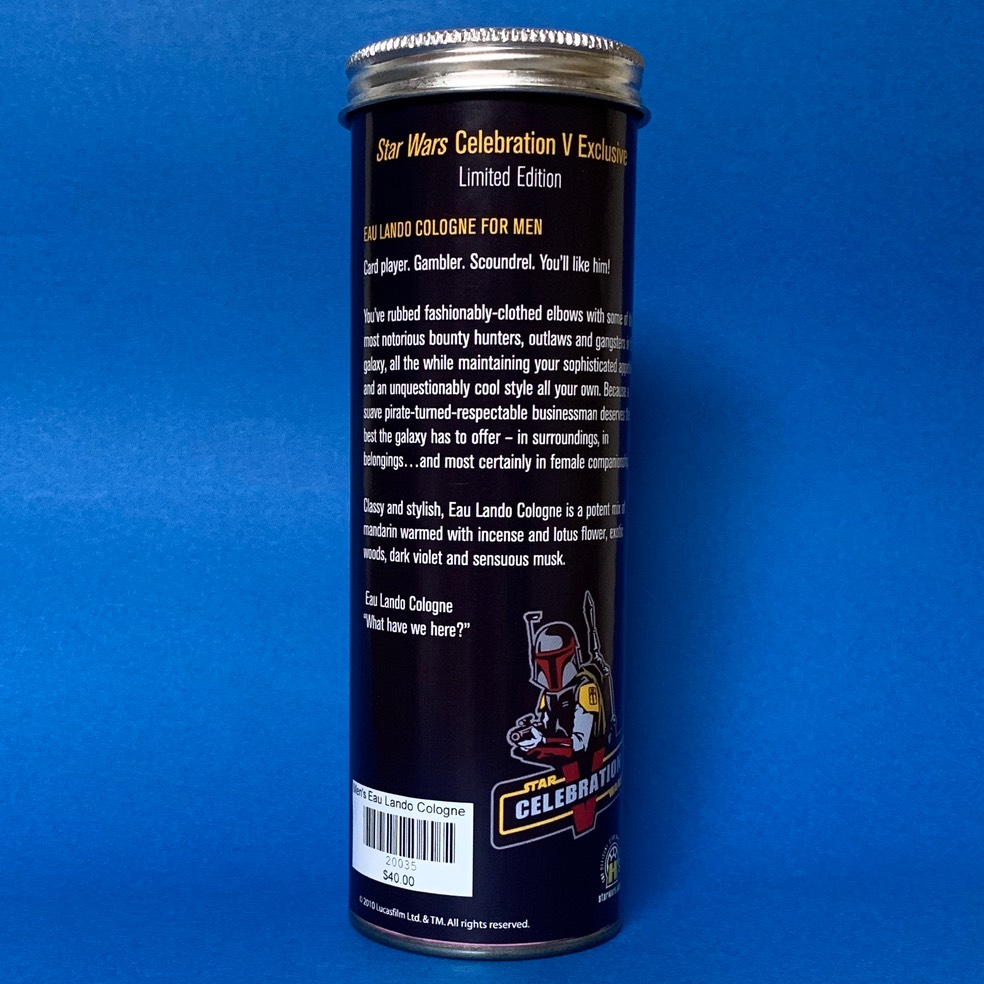 Star Wars Celebration V Exclusive
Limited Edition
EAU LANDO COLOGNE FOR MEN
Card player. Gambler. Scoundrel. You'll like him!
You've rubbed fashionably-clothed elbows with some of
most notorious bounty hunters, outlaws and gangsters
galaxy, all the while maintaining your sophisticated
and an unquestionably cool style all your own. Because
suave pirate-turned-respectable businessman deserves
best the galaxy has to offer – in surroundings, in
belongings...and most certainly in female
Classy and stylish, Eau Lando Cologne is a potent mix of
mandarin warmed with incense and lotus flower, exotic
woods, dark violet and sensuous musk.
Eau Lando Cologne
"What have we here?"
STAR
CELEBRATION
V
Men's Eau Lando Cologne
20035
$40.00
© 2010 Lucasfilm Ltd. & TM. All rights reserved.